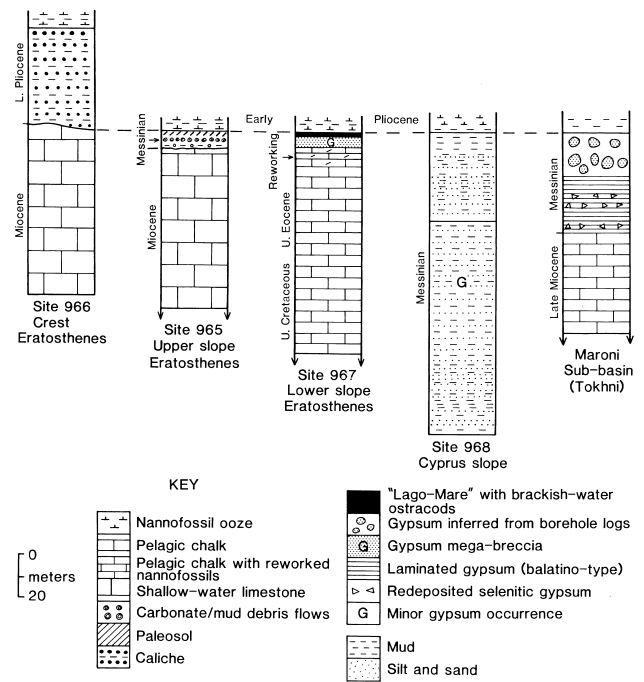 L. Pliocene
Miocene
Site 966
Crest
Eratosthenes
Messinian
Miocene
Site 965
Upper slope
Eratosthenes
Early
Pliocene
Reworking
U. Eocene
U. Cretaceous
G
Site 967
Lower slope
Eratosthenes
Messinian
G
Site 968
Cyprus slope
Messinian
Late Miocene
Maroni
Sub-basin
(Tokhni)
KEY
0
meters
20
Nannofossil ooze
Pelagic chalk
Pelagic chalk with reworked
nannofossils
Shallow-water limestone
Carbonate/mud debris flows
Paleosol
Caliche
"Lago-Mare" with brackish-water
ostracods
Gypsum inferred from borehole logs
G
Gypsum mega-breccia
Laminated gypsum (balatino-type)
Redeposited selenitic gypsum
G
Minor gypsum occurrence
Mud
Silt and sand